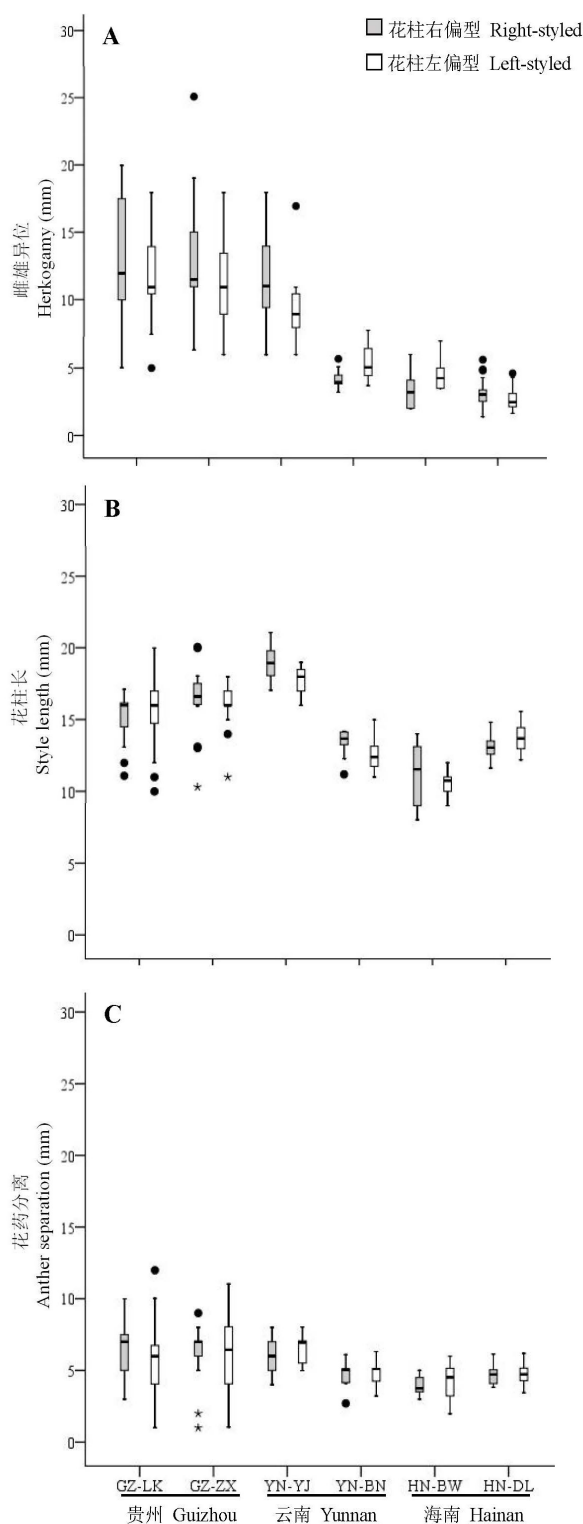 A
花柱右偏型 Right-styled
花柱左偏型 Left-styled
30
25
20
15
10
5
0
雌雄异位
Herkogamy (mm)
B
30
25
20
15
10
5
0
花柱长
Style length (mm)
C
30
25
20
15
10
5
0
花药分离
Anther separation (mm)
GZ-LK GZ-ZX YN-YJ YN-BN HN-BW HN-DL
贵州 Guizhou 云南 Yunnan 海南 Hainan